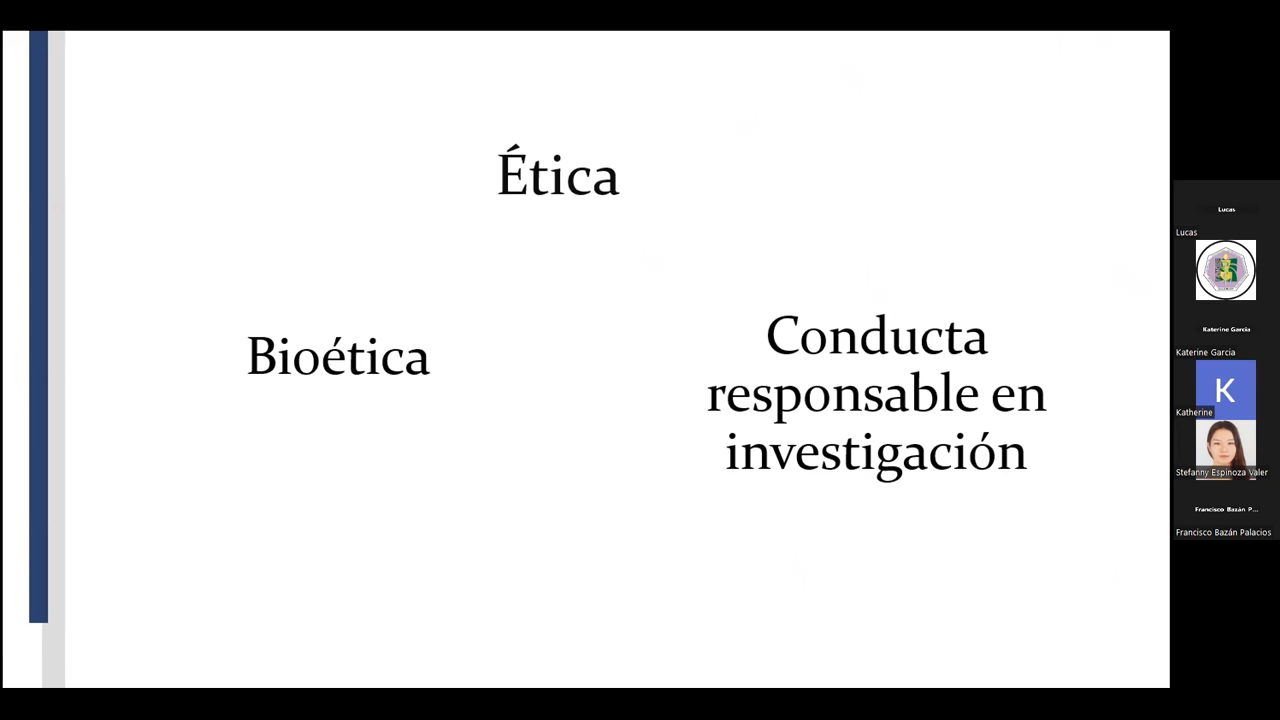 Ética
Bioética
Conducta
responsable en
investigación
Lucas
Lucas
Katerine Garcia
Katerine Garcia
K
Katherine
Stefanny Espinoza Valer
Francisco Bazán P...
Francisco Bazán Palacios